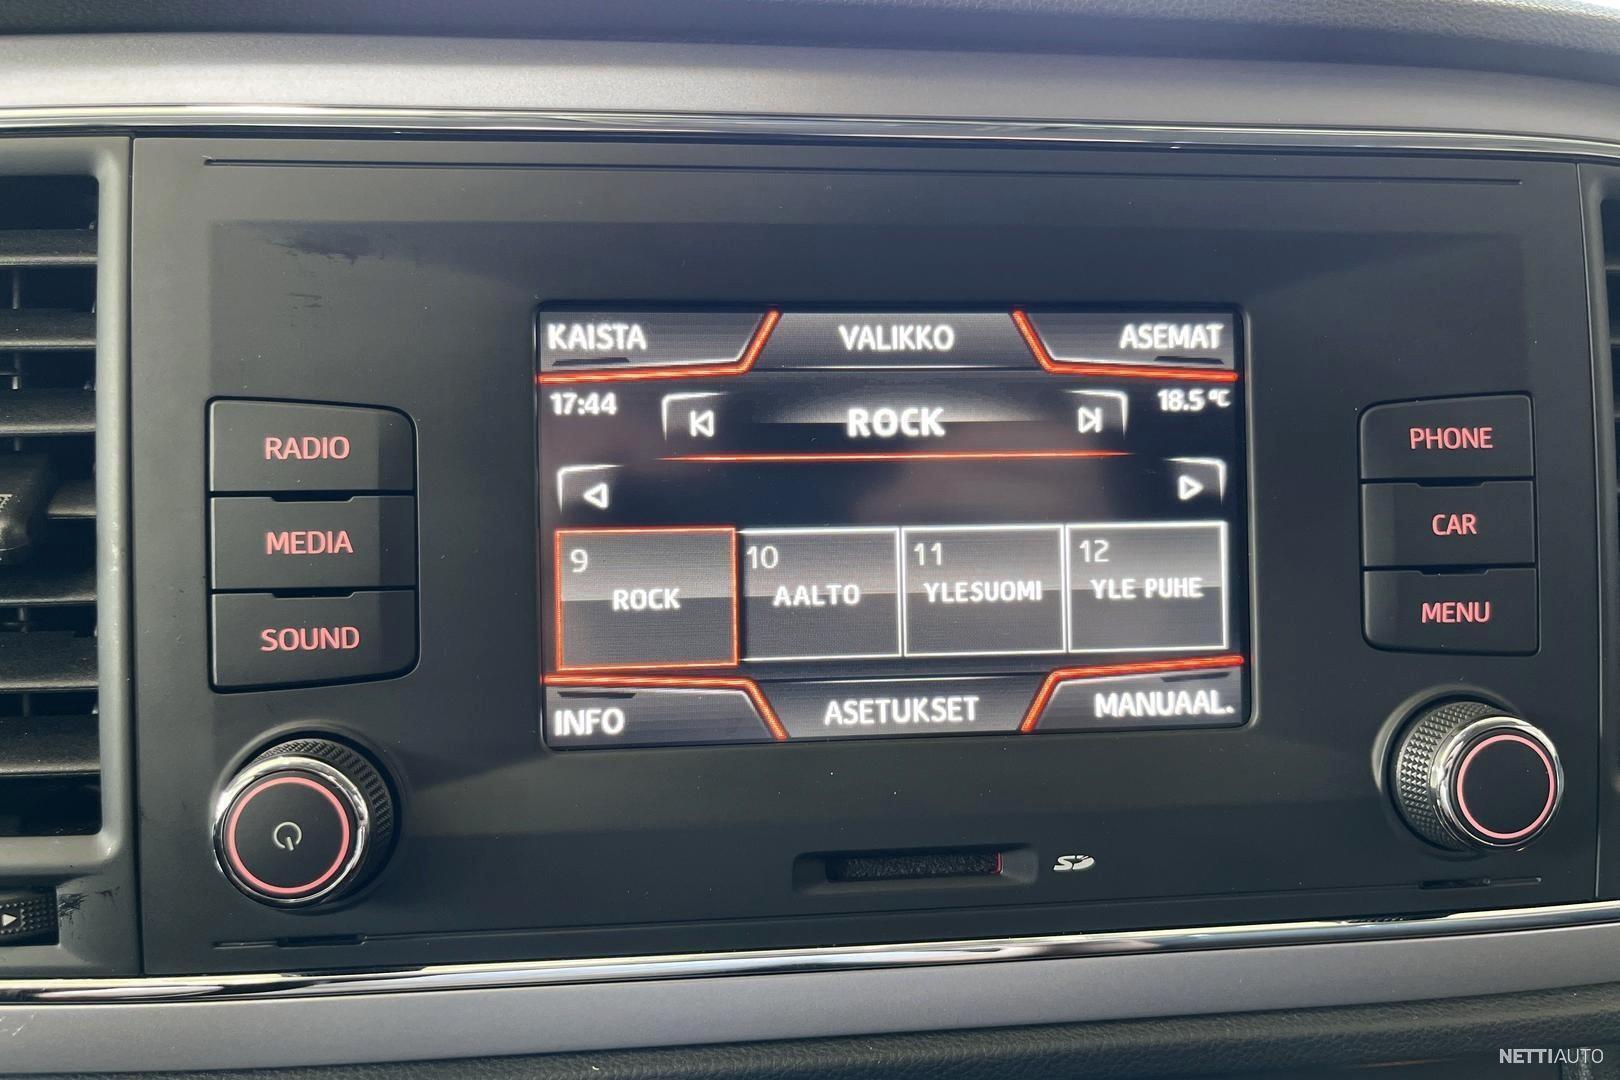 KAISTA VALIKKO ASEMAT
17:44 ROCK 18.5 °C
9 10 11 12
ROCK AALTO YLESUOMI YLE PUHE
INFO ASETUKSET MANUAAL.
RADIO
MEDIA
SOUND
PHONE
CAR
MENU
SD
NETTIAUTO